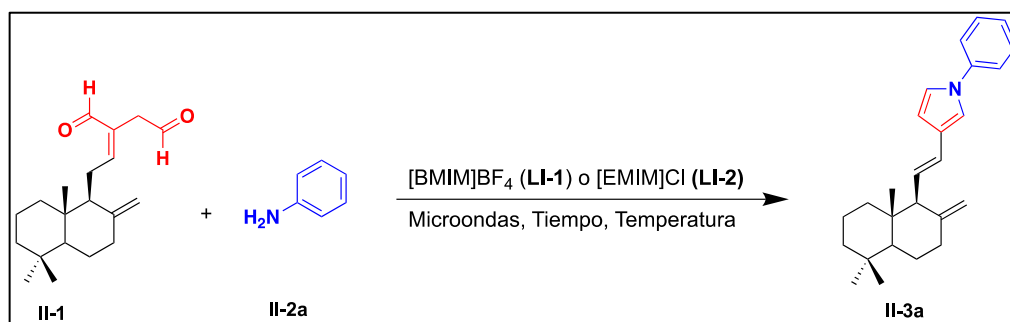 H
O
O
H
N
H₂N
+
[BMIM]BF₄ (LI-1) o [EMIM]Cl (LI-2)
Microondas, Tiempo, Temperatura
II-1
II-2a
II-3a